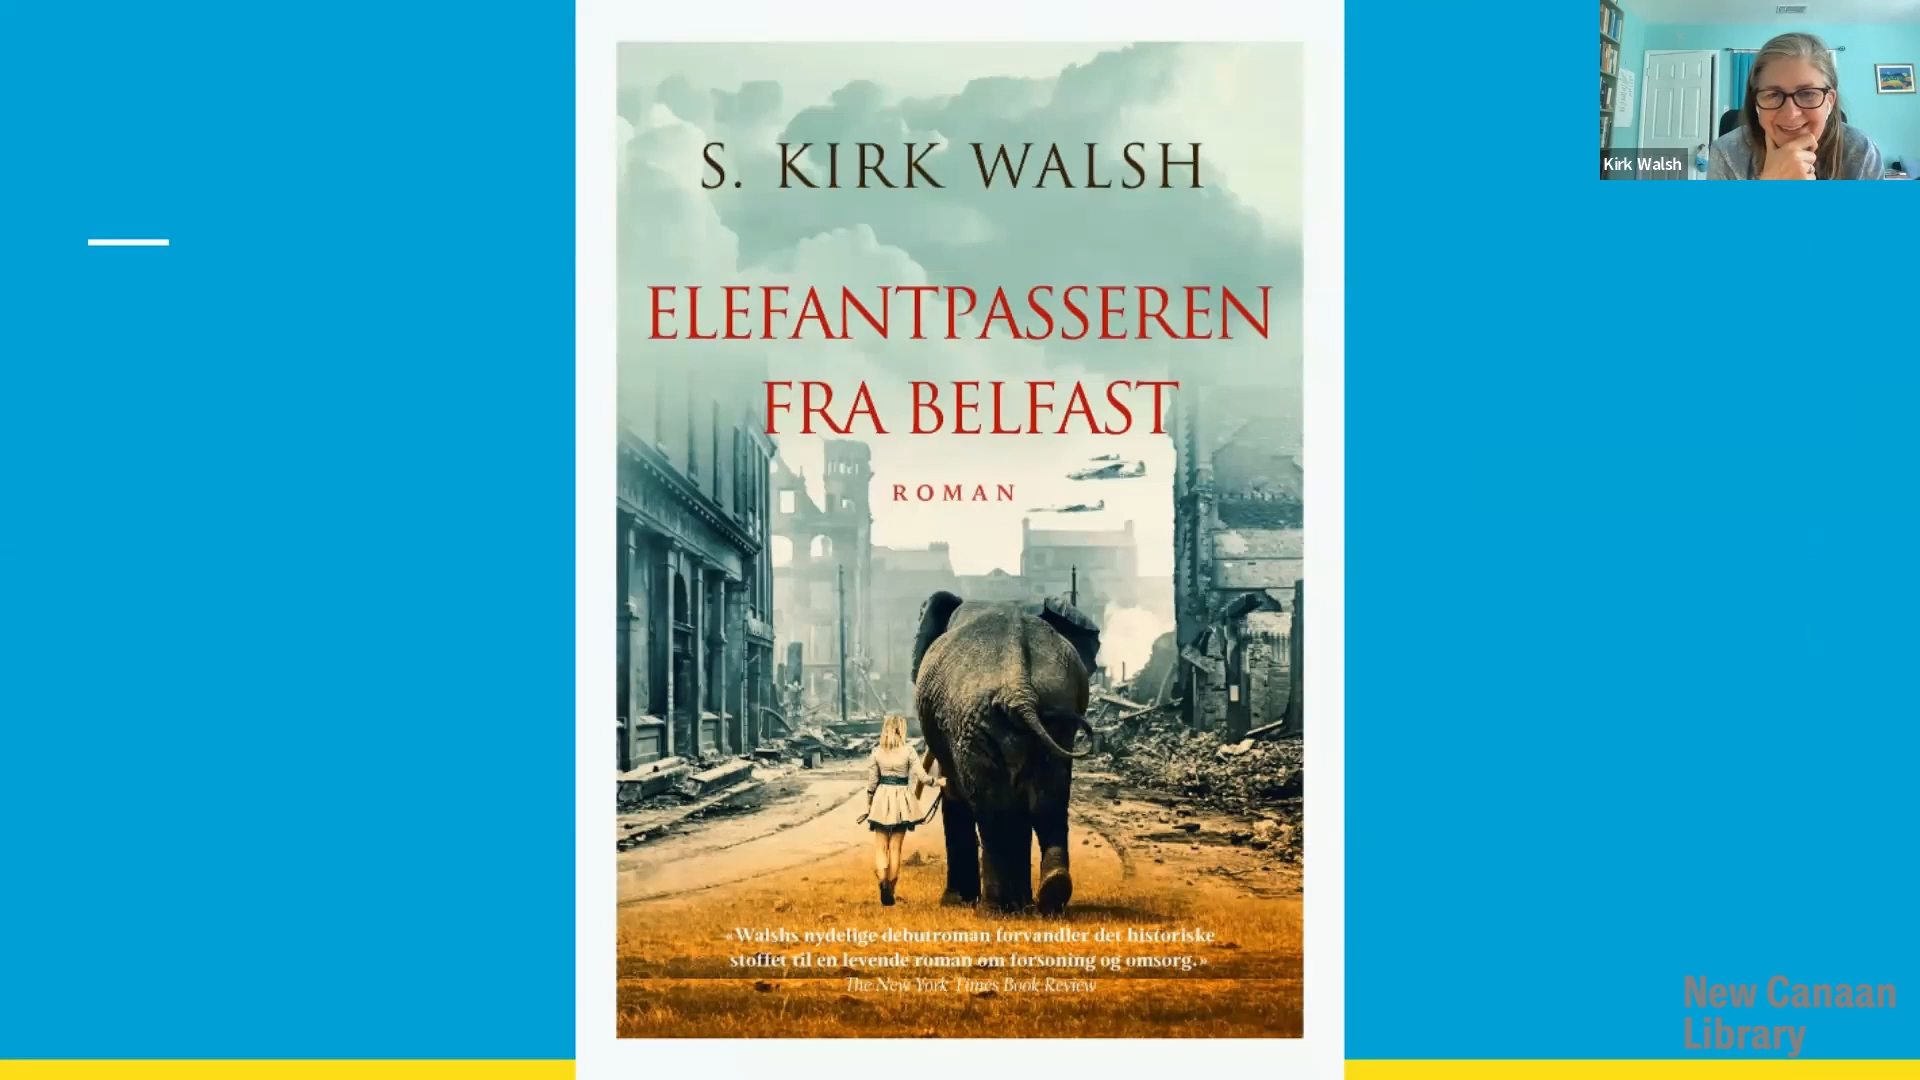 S. KIRK WALSH
ELEFANTPASSEREN
FRA BELFAST
ROMAN
«Walshs nydelige debutroman forvandler det historiske
stoffet til en levende roman om forsoning og omsorg.»
The New York Times Book Review
Kirk Walsh
New Canaan
Library